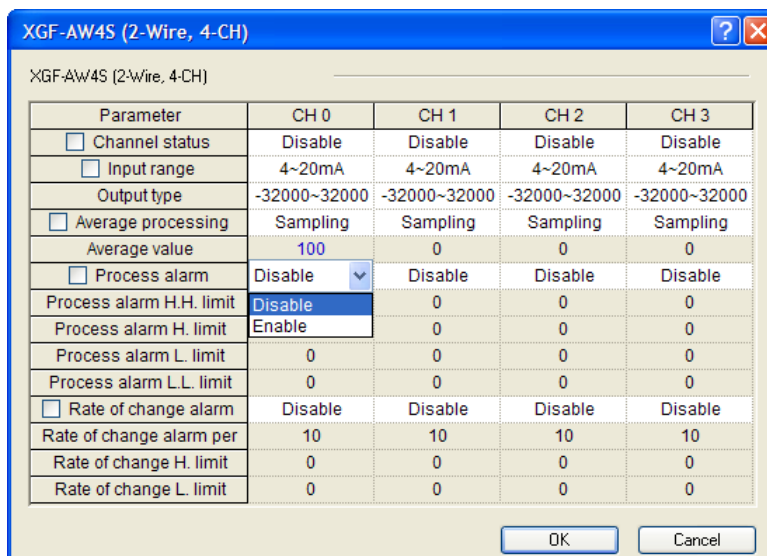 XGF-AW4S (2-Wire, 4-CH)
XGF-AW4S (2-Wire, 4-CH)
Parameter CH 0 CH 1 CH 2 CH 3
Channel status Disable Disable Disable Disable
Input range 4~20mA 4~20mA 4~20mA 4~20mA
Output type -32000~32000 -32000~32000 -32000~32000 -32000~32000
Average processing Sampling Sampling Sampling Sampling
Average value 100 0 0 0
Process alarm Disable Disable Disable Disable
Process alarm H.H. limit Disable 0 0 0
Process alarm H. limit Enable 0 0 0
Process alarm L. limit 0 0 0 0
Process alarm L.L. limit 0 0 0 0
Rate of change alarm Disable Disable Disable Disable
Rate of change alarm per 10 10 10 10
Rate of change H. limit 0 0 0 0
Rate of change L. limit 0 0 0 0
OK Cancel